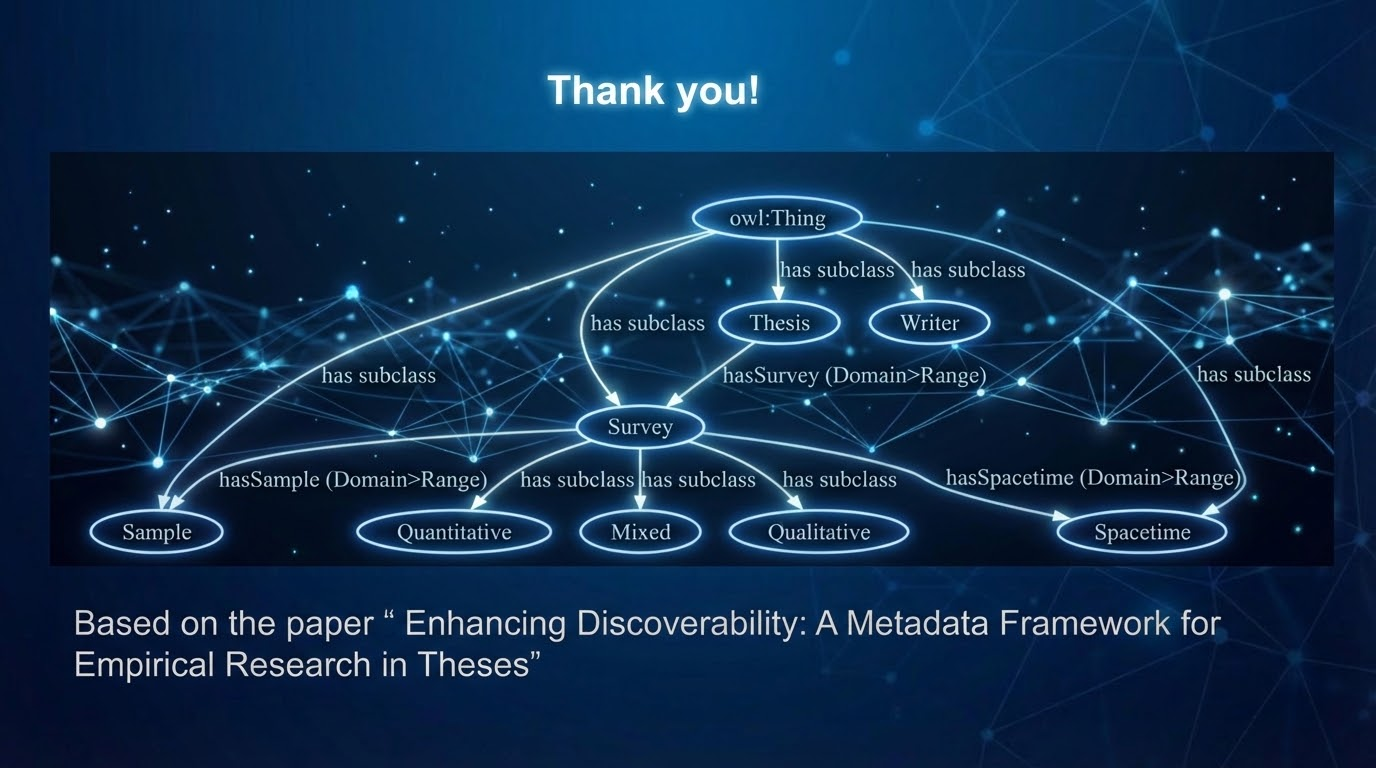 Thank you!
owl:Thing
has subclass has subclass
has subclass Thesis Writer
has subclass hasSurvey (Domain>Range) has subclass
Survey
hasSample (Domain>Range) has subclass has subclass has subclass hasSpacetime (Domain>Range)
Sample Quantitative Mixed Qualitative Spacetime
Based on the paper “ Enhancing Discoverability: A Metadata Framework for
Empirical Research in Theses”